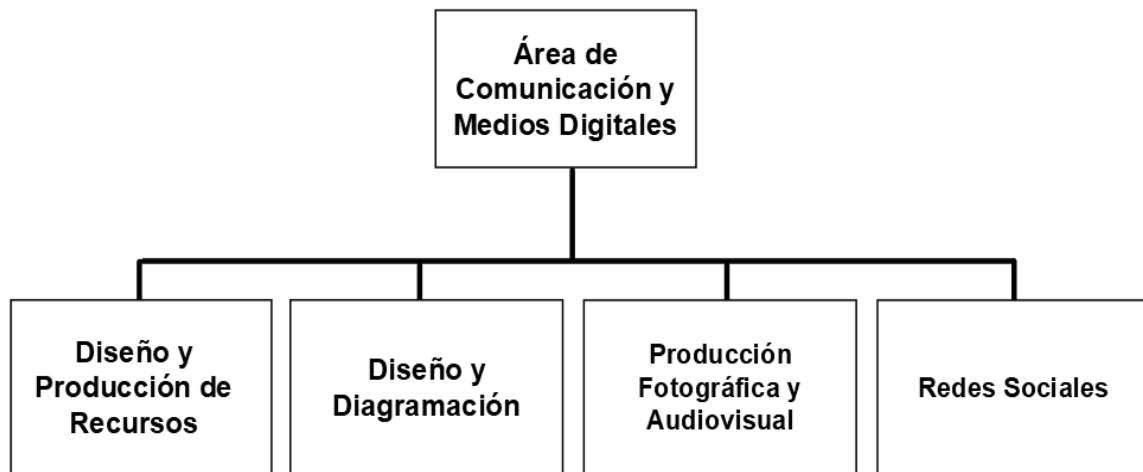 Área de
Comunicación y
Medios Digitales
Diseño y
Producción de
Recursos
Diseño y
Diagramación
Producción
Fotográfica y
Audiovisual
Redes Sociales